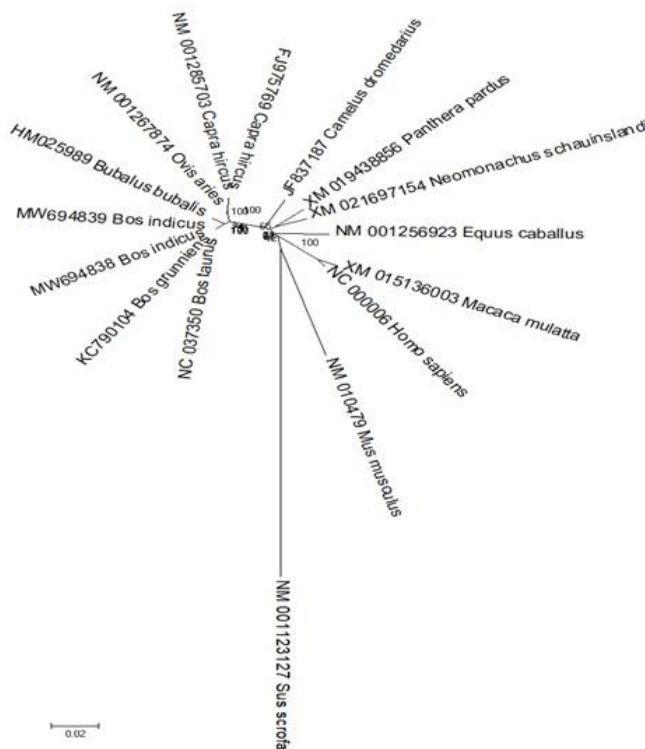 NM 001285703 Capra hircus
FJ975769 Capra hircus
JF837187 Camelus dromedarius
XM 019438856 Panthera pardus
XM 021697154 Neomonachus schauinslandi
NM 001256923 Equus caballus
XM 015136003 Macaca mulatta
NC 000006 Homo sapiens
NM 010479 Mus musculus
NM 001123127 Sus scrofa
NC 037350 Bos taurus
KC790104 Bos grunniens
MW694838 Bos indicus
MW694839 Bos indicus
HM025989 Bubalus bubalis
NM 001267874 Ovis aries
100
100
100
0.02